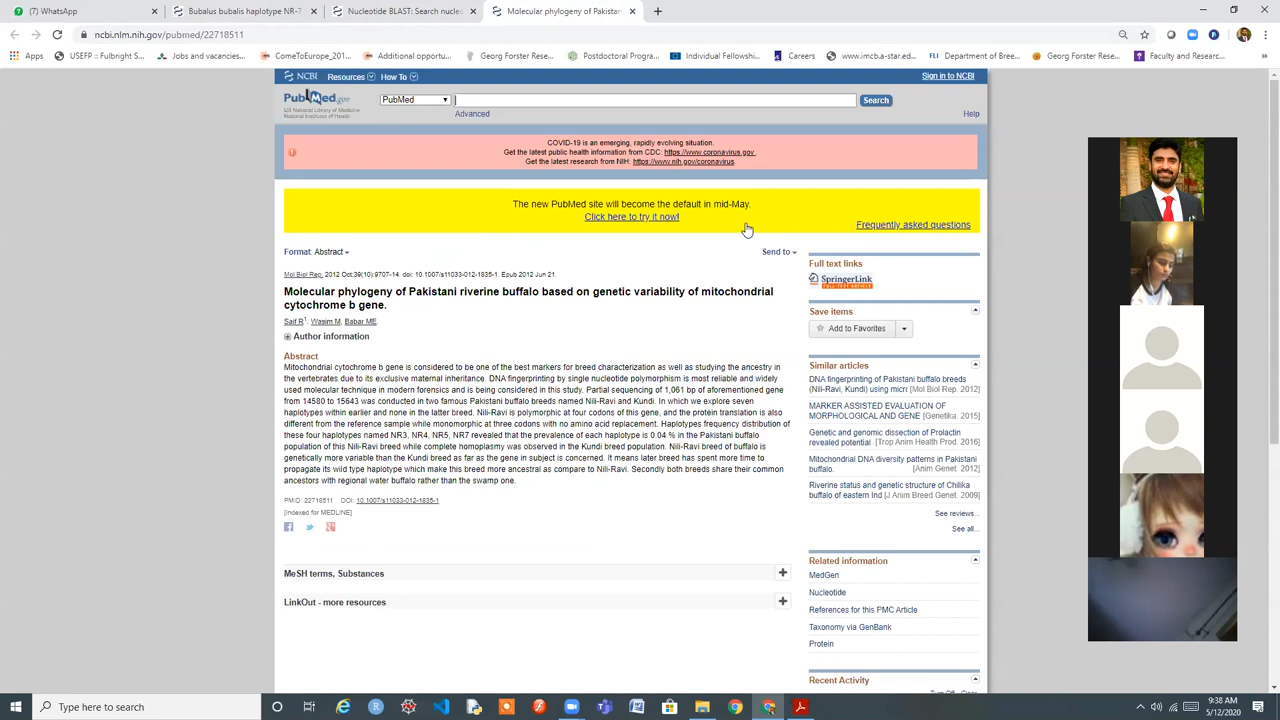 (7) WhatsApp
Pubalus bubalis haplotype NR-7
Nucleotide BLAST: Search nucle
Molecular phylogeny of Pakistan
ncbi.nlm.nih.gov/pubmed/22718511
Apps
USEFP :: Fulbright S...
Jobs and vacancies...
ComeToEurope_201...
Additional opportu...
Georg Forster Rese...
Postdoctoral Progra...
Individual Fellowshi...
Careers
www.imcb.a-star.ed...
FLI Department of Bree...
Georg Forster Rese...
Faculty and Researc...
NCBI Resources How To Sign in to NCBI
PubMed.gov
US National Library of Medicine
National Institutes of Health
PubMed
Search
Advanced Help
COVID-19 is an emerging, rapidly evolving situation.
Get the latest public health information from CDC: https://www.coronavirus.gov .
Get the latest research from NIH: https://www.nih.gov/coronavirus.
The new PubMed site will become the default in mid-May.
Click here to try it now!
Frequently asked questions
Format: Abstract Send to
Mol Biol Rep. 2012 Oct;39(10):9707-14. doi: 10.1007/s11033-012-1835-1. Epub 2012 Jun 21.
Molecular phylogeny of Pakistani riverine buffalo based on genetic variability of mitochondrial
cytochrome b gene.
Saif R1, Wasim M, Babar ME.
Author information
Abstract
Mitochondrial cytochrome b gene is considered to be one of the best markers for breed characterization as well as studying the ancestry in
the vertebrates due to its exclusive maternal inheritance. DNA fingerprinting by single nucleotide polymorphism is most reliable and widely
used molecular technique in modern forensics and is being considered in this study. Partial sequencing of 1,061 bp of aforementioned gene
from 14580 to 15643 was conducted in two famous Pakistani buffalo breeds named Nili-Ravi and Kundi. In which we explore seven
haplotypes within earlier and none in the latter breed. Nili-Ravi is polymorphic at four codons of this gene, and the protein translation is also
different from the reference sample while monomorphic at three codons with no amino acid replacement. Haplotypes frequency distribution of
these four haplotypes named NR3, NR4, NR5, NR7 revealed that the prevalence of each haplotype is 0.04 % in the Pakistani buffalo
population of this Nili-Ravi breed while complete homoplasmy was observed in the Kundi breed population. Nili-Ravi breed of buffalo is
genetically more variable than the Kundi breed as far as the gene in subject is concerned. It means later breed has spent more time to
propagate its wild type haplotype which make this breed more ancestral as compare to Nili-Ravi. Secondly both breeds share their common
ancestors with regional water buffalo rather than the swamp one.
PMID: 22718511 DOI: 10.1007/s11033-012-1835-1
[Indexed for MEDLINE]
MeSH terms, Substances
LinkOut - more resources
Full text links
SpringerLink
FULL-TEXT ARTICLE
Save items
Add to Favorites
Similar articles
DNA fingerprinting of Pakistani buffalo breeds
(Nili-Ravi, Kundi) using micro [Mol Biol Rep. 2012]
MARKER ASSISTED EVALUATION OF
MORPHOLOGICAL AND GENE [Genetika. 2015]
Genetic and genomic dissection of Prolactin
revealed potential [Trop Anim Health Prod. 2016]
Mitochondrial DNA diversity patterns in Pakistani
buffalo. [Anim Genet. 2012]
Riverine status and genetic structure of Chilika
buffalo of eastern Ind [J Anim Breed Genet. 2009]
See reviews...
See all...
Related information
MedGen
Nucleotide
References for this PMC Article
Taxonomy via GenBank
Protein
Recent Activity
Turn Off Clear
Type here to search
9:38 AM
5/12/2020